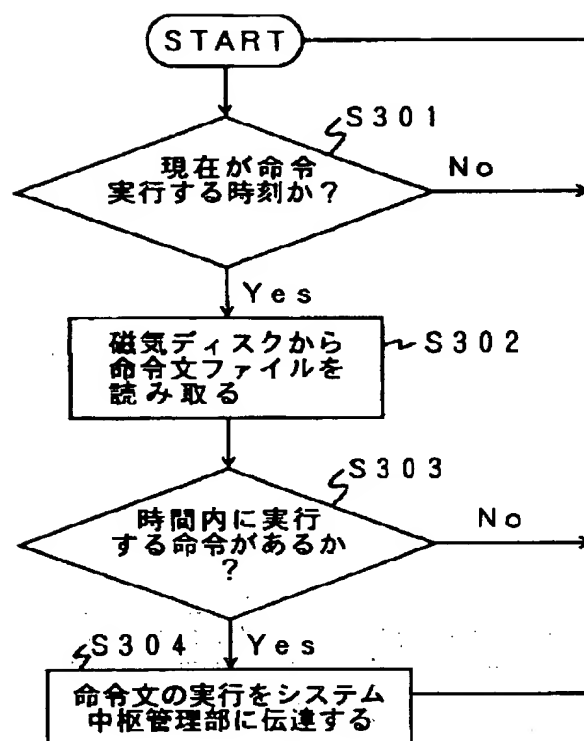 START
S301
現在が命令
実行する時刻か?
No
Yes
磁気ディスクから
命令文ファイルを
読み取る
S302
S303
時間内に実行
する命令があるか
?
No
S304
Yes
命令文の実行をシステム
中枢管理部に伝達する